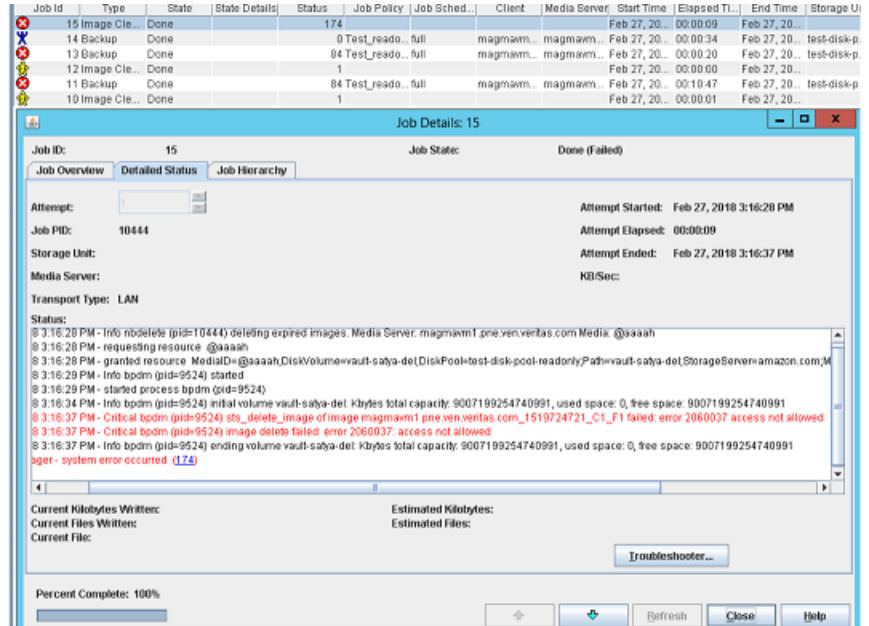 Job Id Type State State Details Status Job Policy Job Sched... Client Media Server Start Time Elapsed Ti... End Time Storage Un
15 Image Cle... Done 174 Feb 27, 20... 00:00:09 Feb 27, 20...
14 Backup Done 0 Test_reado... full magmavm... magmavm... Feb 27, 20... 00:00:34 Feb 27, 20... test-disk-p.
13 Backup Done 84 Test_reado... full magmavm... magmavm... Feb 27, 20... 00:00:20 Feb 27, 20... test-disk-p.
12 Image Cle... Done 1 Feb 27, 20... 00:00:00 Feb 27, 20...
11 Backup Done 84 Test_reado... full magmavm... magmavm... Feb 27, 20... 00:10:47 Feb 27, 20... test-disk-p.
10 Image Cle... Done 1 Feb 27, 20... 00:00:01 Feb 27, 20...
Job Details: 15
Job ID: 15 Job State: Done (Failed)
Job Overview Detailed Status Job Hierarchy
Attempt: 1 Attempt Started: Feb 27, 2018 3:16:28 PM
Job PID: 10444 Attempt Elapsed: 00:00:09
Storage Unit: Attempt Ended: Feb 27, 2018 3:16:37 PM
Media Server: KB/Sec:
Transport Type: LAN
Status:
8 3:16:28 PM - Info nbdelete (pid=10444) deleting expired images. Media Server: magmavm1.pne.ven.veritas.com Media: @aaaah
8 3:16:28 PM - requesting resource @aaaah
8 3:16:28 PM - granted resource MediaID=@aaaah;DiskVolume=vault-satya-del;DiskPool=test-disk-pool-readonly;Path=vault-satya-del;StorageServer=amazon.com;M
8 3:16:29 PM - Info bpdm (pid=9524) started
8 3:16:29 PM - started process bpdm (pid=9524)
8 3:16:34 PM - Info bpdm (pid=9524) initial volume vault-satya-del: Kbytes total capacity: 9007199254740991, used space: 0, free space: 9007199254740991
8 3:16:37 PM - Critical bpdm (pid=9524) sts_delete_image of image magmavm1.pne.ven.veritas.com_1519724721_C1_F1 failed: error 2060037 access not allowed
8 3:16:37 PM - Critical bpdm (pid=9524) image delete failed: error 2060037: access not allowed
8 3:16:37 PM - Info bpdm (pid=9524) ending volume vault-satya-del: Kbytes total capacity: 9007199254740991, used space: 0, free space: 9007199254740991
ager - system error occurred (174)
Current Kilobytes Written: Estimated Kilobytes:
Current Files Written: Estimated Files:
Current File:
Troubleshooter...
Percent Complete: 100%
Refresh Close Help